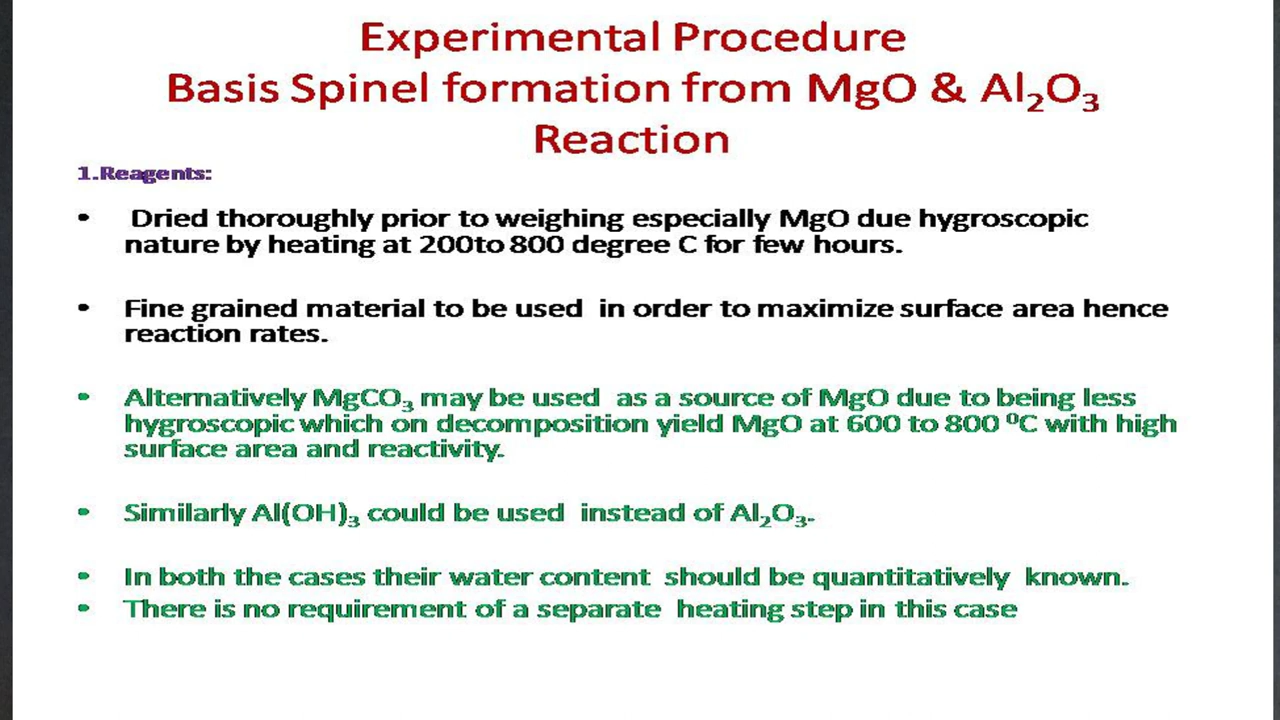 Experimental Procedure
Basis Spinel formation from MgO & Al₂O₃
Reaction
1.Reagents:
• Dried thoroughly prior to weighing especially MgO due hygroscopic
nature by heating at 200to 800 degree C for few hours.
• Fine grained material to be used in order to maximize surface area hence
reaction rates.
• Alternatively MgCO₃ may be used as a source of MgO due to being less
hygroscopic which on decomposition yield MgO at 600 to 800 ⁰C with high
surface area and reactivity.
• Similarly Al(OH)₃ could be used instead of Al₂O₃.
• In both the cases their water content should be quantitatively known.
• There is no requirement of a separate heating step in this case